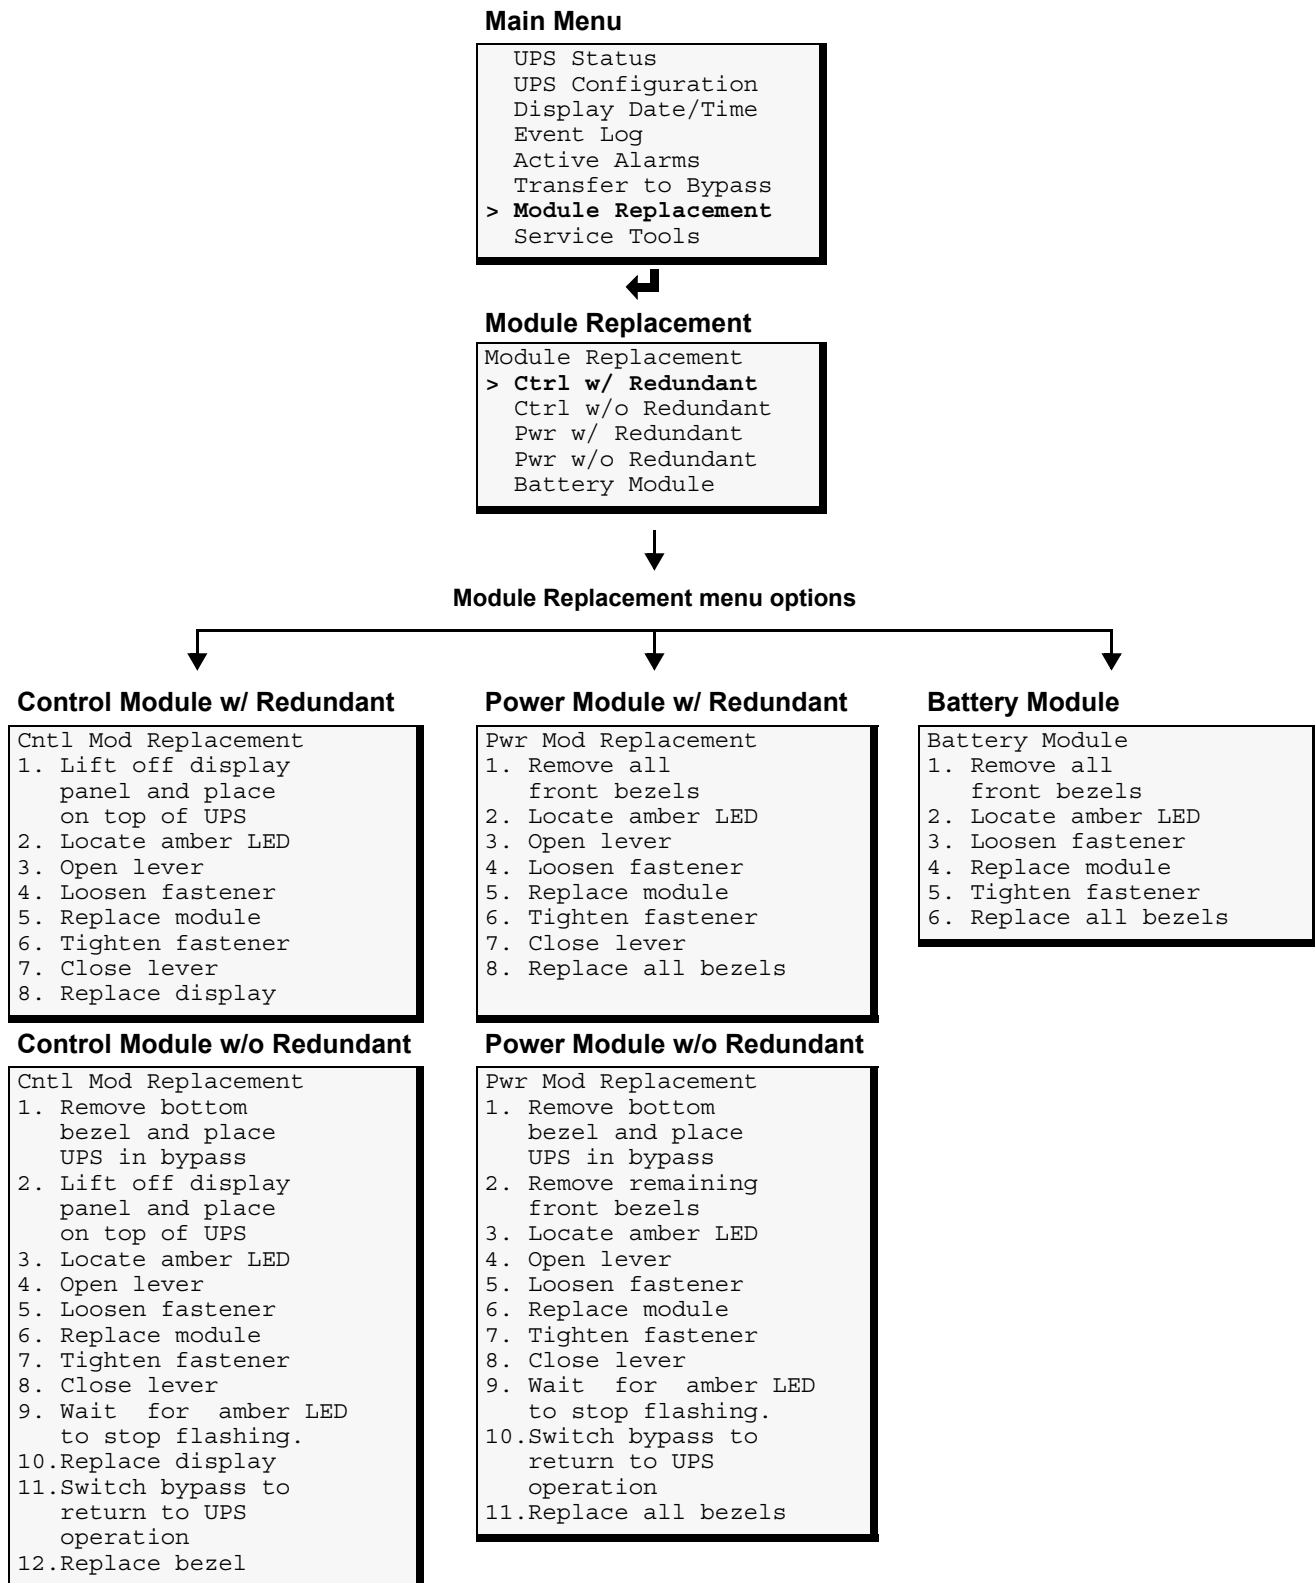 Main Menu
UPS Status
UPS Configuration
Display Date/Time
Event Log
Active Alarms
Transfer to Bypass
> Module Replacement
Service Tools
Module Replacement
Module Replacement
> Ctrl w/ Redundant
Ctrl w/o Redundant
Pwr w/ Redundant
Pwr w/o Redundant
Battery Module
Module Replacement menu options
Control Module w/ Redundant
Cntl Mod Replacement
1. Lift off display
panel and place
on top of UPS
2. Locate amber LED
3. Open lever
4. Loosen fastener
5. Replace module
6. Tighten fastener
7. Close lever
8. Replace display
Power Module w/ Redundant
Pwr Mod Replacement
1. Remove all
front bezels
2. Locate amber LED
3. Open lever
4. Loosen fastener
5. Replace module
6. Tighten fastener
7. Close lever
8. Replace all bezels
Battery Module
Battery Module
1. Remove all
front bezels
2. Locate amber LED
3. Loosen fastener
4. Replace module
5. Tighten fastener
6. Replace all bezels
Control Module w/o Redundant
Cntl Mod Replacement
1. Remove bottom
bezel and place
UPS in bypass
2. Lift off display
panel and place
on top of UPS
3. Locate amber LED
4. Open lever
5. Loosen fastener
6. Replace module
7. Tighten fastener
8. Close lever
9. Wait for amber LED
to stop flashing.
10.Replace display
11.Switch bypass to
return to UPS
operation
12.Replace bezel
Power Module w/o Redundant
Pwr Mod Replacement
1. Remove bottom
bezel and place
UPS in bypass
2. Remove remaining
front bezels
3. Locate amber LED
4. Open lever
5. Loosen fastener
6. Replace module
7. Tighten fastener
8. Close lever
9. Wait for amber LED
to stop flashing.
10.Switch bypass to
return to UPS
operation
11.Replace all bezels